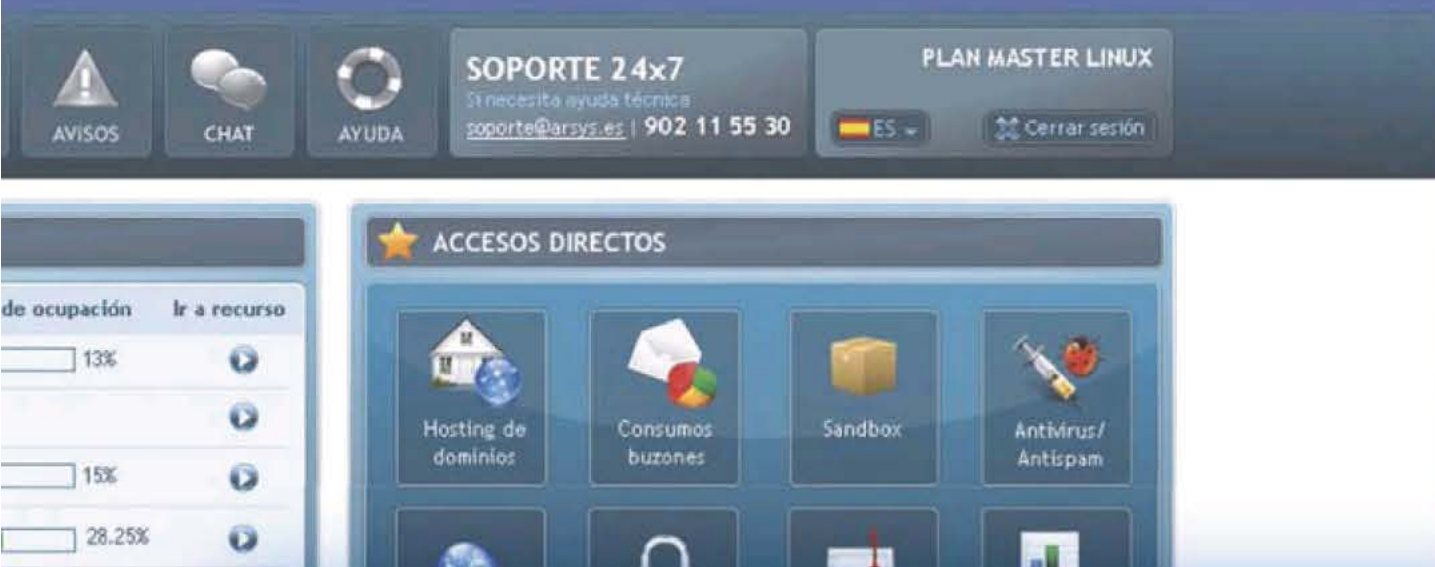 SOPORTE 24x7
PLAN MASTER LINUX
Si necesita ayuda técnica
AVISOS
CHAT
AYUDA
soporte@arsys.es | 902 11 55 30
ES
Cerrar sesión
ACCESOS DIRECTOS
de ocupación
Ir a recurso
13%
15%
28.25%
Hosting de
dominios
Consumos
buzones
Sandbox
Antivirus/
Antispam